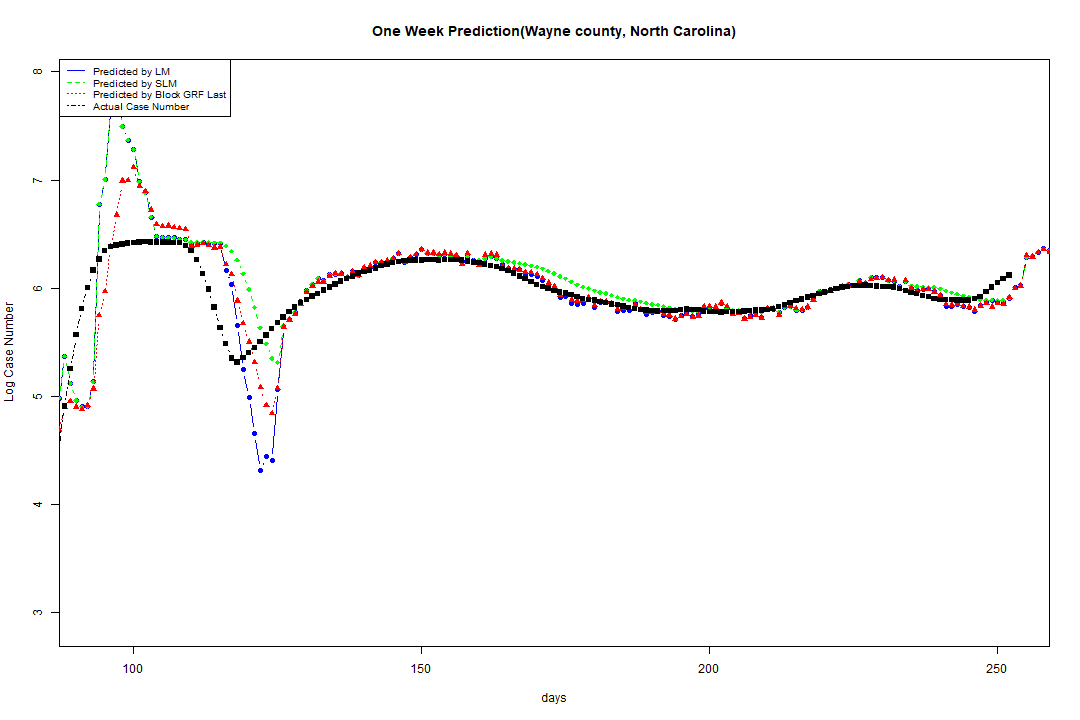 One Week Prediction(Wayne county, North Carolina)
Predicted by LM
Predicted by SLM
Predicted by Block GRF Last
Actual Case Number
8
7
6
5
4
3
Log Case Number
100 150 200 250
days